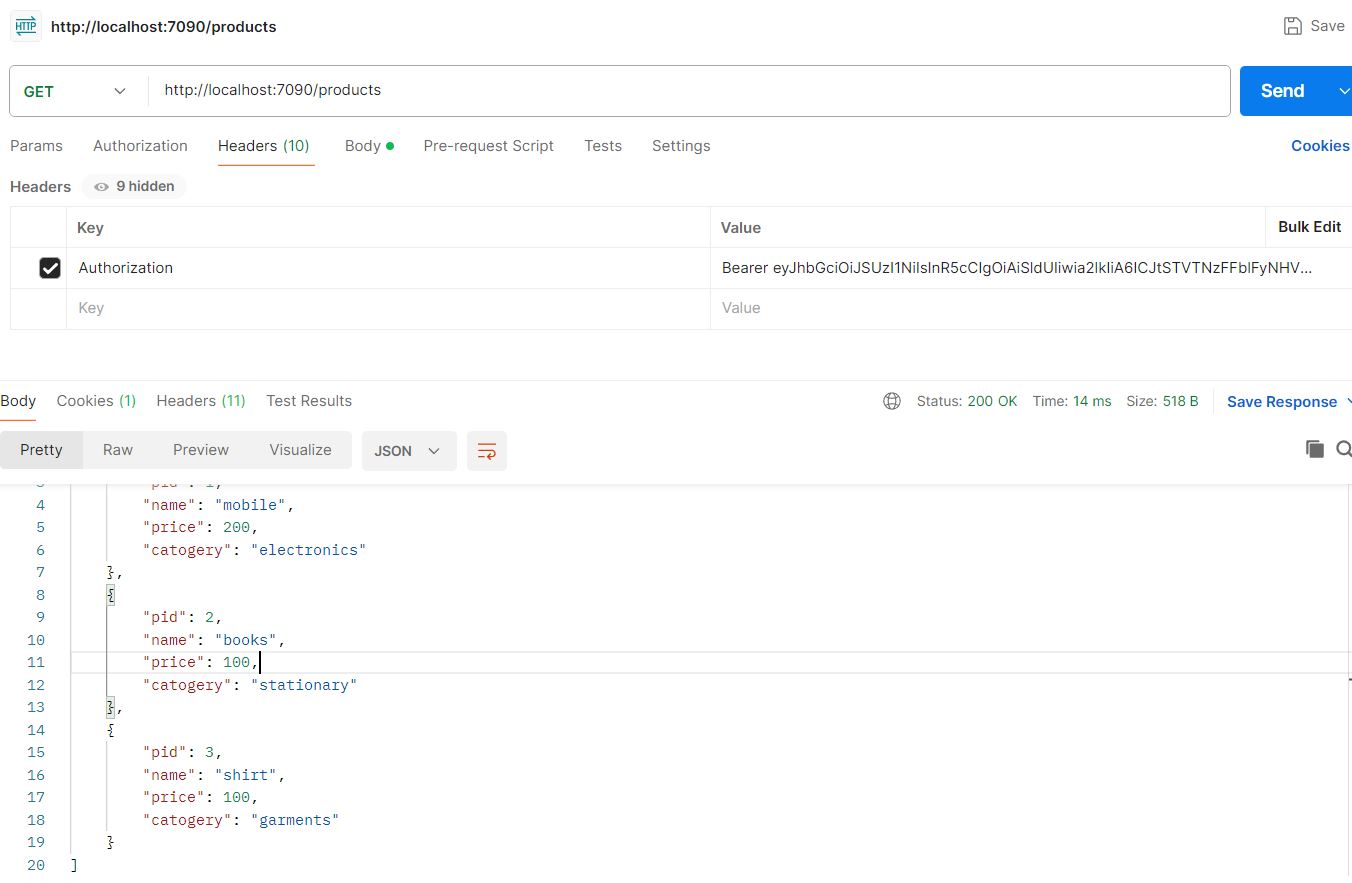 HTTP http://localhost:7090/products Save
GET http://localhost:7090/products Send
Params Authorization Headers (10) Body Pre-request Script Tests Settings Cookies
Headers 9 hidden
Key Value Bulk Edit
Authorization Bearer eyJhbGciOiJSUzI1NiIsInR5cCIgOiAiSldUIiwia2lkIiA6ICJtSTVTNzFFblFyNHV...
Key Value
Body Cookies (1) Headers (11) Test Results Status: 200 OK Time: 14 ms Size: 518 B Save Response
Pretty Raw Preview Visualize JSON
3 "pid": 1,
4 "name": "mobile",
5 "price": 200,
6 "catogery": "electronics"
7 },
8 {
9 "pid": 2,
10 "name": "books",
11 "price": 100,
12 "catogery": "stationary"
13 },
14 {
15 "pid": 3,
16 "name": "shirt",
17 "price": 100,
18 "catogery": "garments"
19 }
20 ]